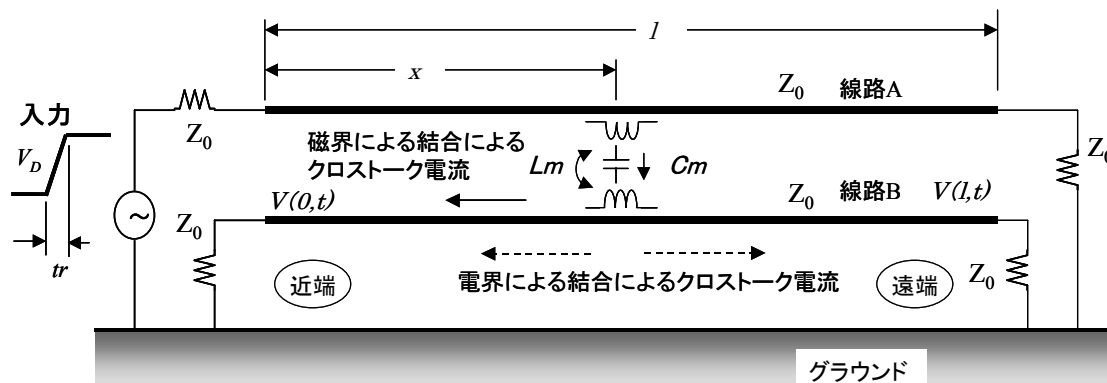 l
x
Z0 線路A
入力
Z0
VD
磁界による結合による
クロストーク電流
Lm
Cm
Z0
V(0,t)
Z0 線路B
V(l,t)
Z0
tr
近端
電界による結合によるクロストーク電流
遠端
Z0
グラウンド